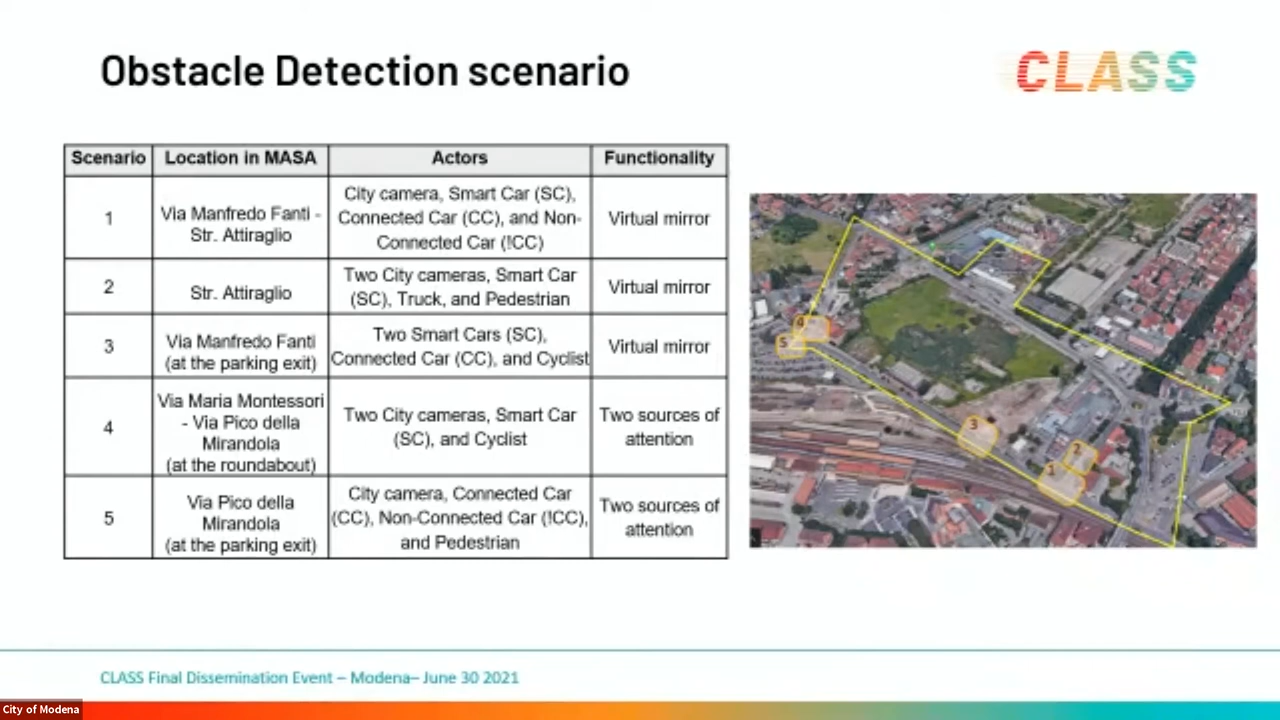 Obstacle Detection scenario
CLASS
Scenario
Location in MASA
Actors
Functionality
1
Via Manfredo Fanti -
Str. Attiraglio
City camera, Smart Car (SC),
Connected Car (CC), and Non-
Connected Car (!CC)
Virtual mirror
2
Str. Attiraglio
Two City cameras, Smart Car
(SC), Truck, and Pedestrian
Virtual mirror
3
Via Manfredo Fanti
(at the parking exit)
Two Smart Cars (SC),
Connected Car (CC), and Cyclist
Virtual mirror
4
Via Maria Montessori
- Via Pico della
Mirandola
(at the roundabout)
Two City cameras, Smart Car
(SC), and Cyclist
Two sources of
attention
5
Via Pico della
Mirandola
(at the parking exit)
City camera, Connected Car
(CC), Non-Connected Car (!CC),
and Pedestrian
Two sources of
attention
5
3
2
1
CLASS Final Dissemination Event – Modena– June 30 2021
City of Modena